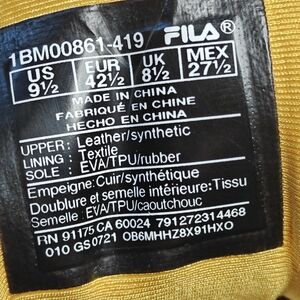 1BM00861-419 FILA®
US EUR UK MEX
9½ 42½ 8½ 27½
MADE IN CHINA
FABRIQUÉ EN CHINE
HECHO EN CHINA
UPPER: Leather/synthetic
LINING: Textile
SOLE : EVA/TPU/rubber
Empeigne: Cuir/synthétique
Doublure et semelle intérieure: Tissu
Semelle : EVA/TPU/caoutchouc
RN 91175 CA 60024 791272314468
010 GS0721 OB6MHHZ8X91HXO